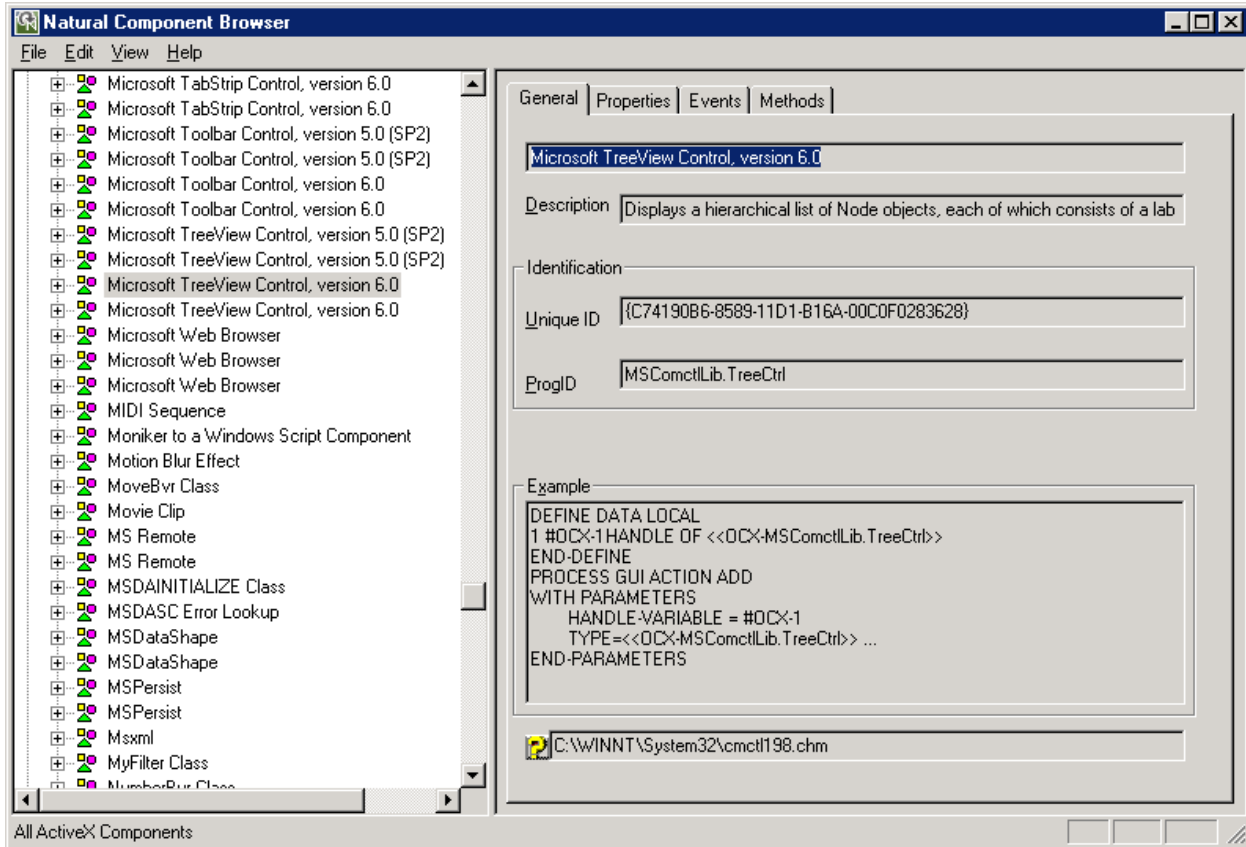 Natural Component Browser
File Edit View Help
Microsoft TabStrip Control, version 6.0
Microsoft TabStrip Control, version 6.0
Microsoft Toolbar Control, version 5.0 (SP2)
Microsoft Toolbar Control, version 5.0 (SP2)
Microsoft Toolbar Control, version 6.0
Microsoft Toolbar Control, version 6.0
Microsoft TreeView Control, version 5.0 (SP2)
Microsoft TreeView Control, version 5.0 (SP2)
Microsoft TreeView Control, version 6.0
Microsoft TreeView Control, version 6.0
Microsoft Web Browser
Microsoft Web Browser
Microsoft Web Browser
MIDI Sequence
Moniker to a Windows Script Component
Motion Blur Effect
MoveBvr Class
Movie Clip
MS Remote
MS Remote
MSDAINITIALIZE Class
MSDASC Error Lookup
MSDataShape
MSDataShape
MSPersist
MSPersist
Msxml
MyFilter Class
NumberBvr Class
General Properties Events Methods
Microsoft TreeView Control, version 6.0
Description Displays a hierarchical list of Node objects, each of which consists of a lab
Identification
Unique ID {C74190B6-8589-11D1-B16A-00C0F0283628}
ProgID MSComctlLib.TreeCtrl
Example
DEFINE DATA LOCAL
1 #OCX-1 HANDLE OF <<OCX-MSComctlLib.TreeCtrl>>
END-DEFINE
PROCESS GUI ACTION ADD
WITH PARAMETERS
HANDLE-VARIABLE = #OCX-1
TYPE=<<OCX-MSComctlLib.TreeCtrl>> ...
END-PARAMETERS
C:\WINNT\System32\cmctl198.chm
All ActiveX Components